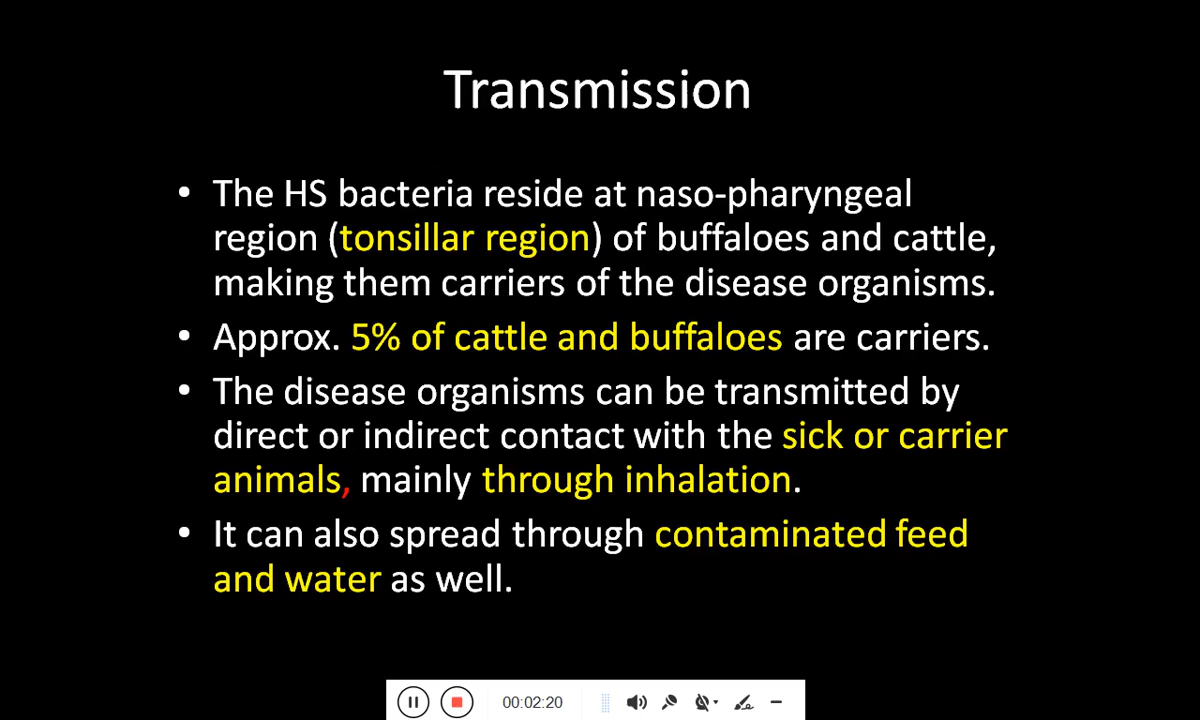 Transmission
• The HS bacteria reside at naso-pharyngeal
region (tonsillar region) of buffaloes and cattle,
making them carriers of the disease organisms.
• Approx. 5% of cattle and buffaloes are carriers.
• The disease organisms can be transmitted by
direct or indirect contact with the sick or carrier
animals, mainly through inhalation.
• It can also spread through contaminated feed
and water as well.
00:02:20